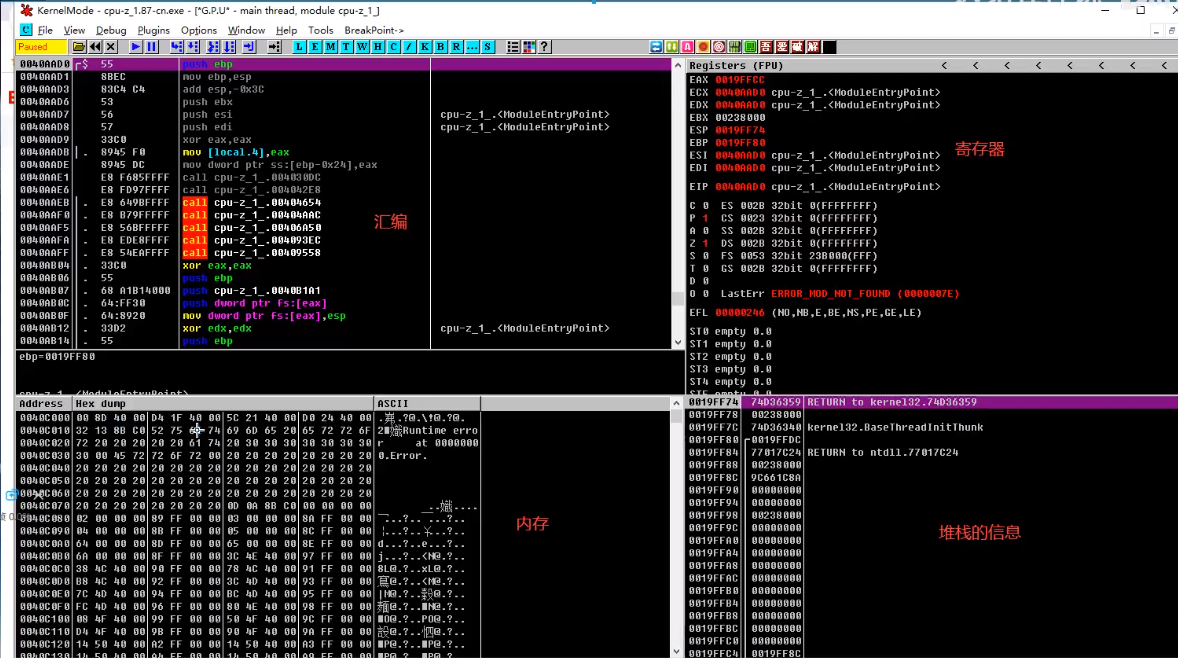 KernelMode - cpu-z_1.87-cn.exe - ["G.P.U" - main thread, module cpu-z_1_]
C File View Debug Plugins Options Window Help Tools BreakPoint->
Paused L E M T W H C / K B R ... S ?
0040AAD0 $ 55 push ebp
0040AAD1 8BEC mov ebp,esp
0040AAD3 83C4 C4 add esp,-0x3C
0040AAD6 53 push ebx
0040AAD7 56 push esi cpu-z_1_.<ModuleEntryPoint>
0040AAD8 57 push edi cpu-z_1_.<ModuleEntryPoint>
0040AAD9 33C0 xor eax,eax
0040AADB . 8945 F0 mov [local.4],eax
0040AADE 8945 DC mov dword ptr ss:[ebp-0x24],eax
0040AAE1 E8 F685FFFF call cpu-z_1_.004030DC
0040AAE6 E8 FD97FFFF call cpu-z_1_.004042E8
0040AAEB . E8 649BFFFF call cpu-z_1_.00404654
0040AAF0 . E8 B79FFFFF call cpu-z_1_.00404AAC
0040AAF5 . E8 56BFFFFF call cpu-z_1_.00406A50
0040AAFA . E8 EDE8FFFF call cpu-z_1_.004093EC
0040AAFF . E8 54EAFFFF call cpu-z_1_.00409558
0040AB04 . 33C0 xor eax,eax
0040AB06 . 55 push ebp
0040AB07 . 68 A1B14000 push cpu-z_1_.0040B1A1
0040AB0C . 64:FF30 push dword ptr fs:[eax]
0040AB0F . 64:8920 mov dword ptr fs:[eax],esp
0040AB12 . 33D2 xor edx,edx cpu-z_1_.<ModuleEntryPoint>
0040AB14 . 55 push ebp
汇编
ebp=0019FF80
Registers (FPU)
EAX 0019FFCC
ECX 0040AAD0 cpu-z_1_.<ModuleEntryPoint>
EDX 0040AAD0 cpu-z_1_.<ModuleEntryPoint>
EBX 00238000
ESP 0019FF74
EBP 0019FF80
ESI 0040AAD0 cpu-z_1_.<ModuleEntryPoint>
EDI 0040AAD0 cpu-z_1_.<ModuleEntryPoint>
EIP 0040AAD0 cpu-z_1_.<ModuleEntryPoint>
寄存器
C 0 ES 002B 32bit 0(FFFFFFFF)
P 1 CS 0023 32bit 0(FFFFFFFF)
A 0 SS 002B 32bit 0(FFFFFFFF)
Z 1 DS 002B 32bit 0(FFFFFFFF)
S 0 FS 0053 32bit 23B000(FFF)
T 0 GS 002B 32bit 0(FFFFFFFF)
D 0
O 0 LastErr ERROR_MOD_NOT_FOUND (0000007E)
EFL 00000246 (NO,NB,E,BE,NS,PE,GE,LE)
ST0 empty 0.0
ST1 empty 0.0
ST2 empty 0.0
ST3 empty 0.0
ST4 empty 0.0
Address Hex dump ASCII
0040C000 00 8D 40 00 D4 1F 40 00 5C 21 40 00 D0 24 40 00
0040C010 32 13 8B C0 52 75 6E 74 69 6D 65 20 65 72 72 6F Runtime erro
0040C020 72 20 20 20 20 20 61 74 20 30 30 30 30 30 30 30 r at 0000000
0040C030 30 00 45 72 72 6F 72 00 20 20 20 20 20 20 20 20 0.Error.
0040C040 20 20 20 20 20 20 20 20 20 20 20 20 20 20 20 20
0040C050 20 20 20 20 20 20 20 20 20 20 20 20 20 20 20 20
0040C060 20 20 20 20 20 20 20 20 20 20 20 20 20 20 20 20
0040C070 20 20 20 20 20 20 20 20 20 20 20 20 0D 0A 8B C0
0040C080 02 00 00 00 89 FF 00 00 03 00 00 00 8A FF 00 00
0040C090 04 00 00 00 8B FF 00 00 05 00 00 00 8C FF 00 00
0040C0A0 64 00 00 00 8D FF 00 00 65 00 00 00 8E FF 00 00
0040C0B0 6A 00 00 00 8F FF 00 00 3C 4E 40 00 97 FF 00 00
0040C0C0 38 4C 40 00 90 FF 00 00 78 4C 40 00 91 FF 00 00
0040C0D0 B8 4C 40 00 92 FF 00 00 3C 4D 40 00 93 FF 00 00
0040C0E0 7C 4D 40 00 94 FF 00 00 BC 4D 40 00 95 FF 00 00
0040C0F0 FC 4D 40 00 96 FF 00 00 80 4E 40 00 98 FF 00 00
0040C100 08 4F 40 00 99 FF 00 00 50 4F 40 00 9C FF 00 00
0040C110 D4 4F 40 00 9B FF 00 00 90 4F 40 00 9A FF 00 00
0040C120 14 50 40 00 A2 FF 00 00 14 50 40 00 A3 FF 00 00
内存
0019FF74 74D36359 RETURN to kernel32.74D36359
0019FF78 00238000
0019FF7C 74D36340 kernel32.BaseThreadInitThunk
0019FF80 0019FFDC
0019FF84 77017C24 RETURN to ntdll.77017C24
0019FF88 00238000
0019FF8C 9C661C8A
0019FF90 00000000
0019FF94 00000000
0019FF98 00238000
0019FF9C 00000000
0019FFA0 00000000
0019FFA4 00000000
0019FFA8 00000000
0019FFAC 00000000
0019FFB0 00000000
0019FFB4 00000000
0019FFB8 00000000
0019FFBC 00000000
0019FFC0 00000000
0019FFC4 0019FF8C
堆栈的信息